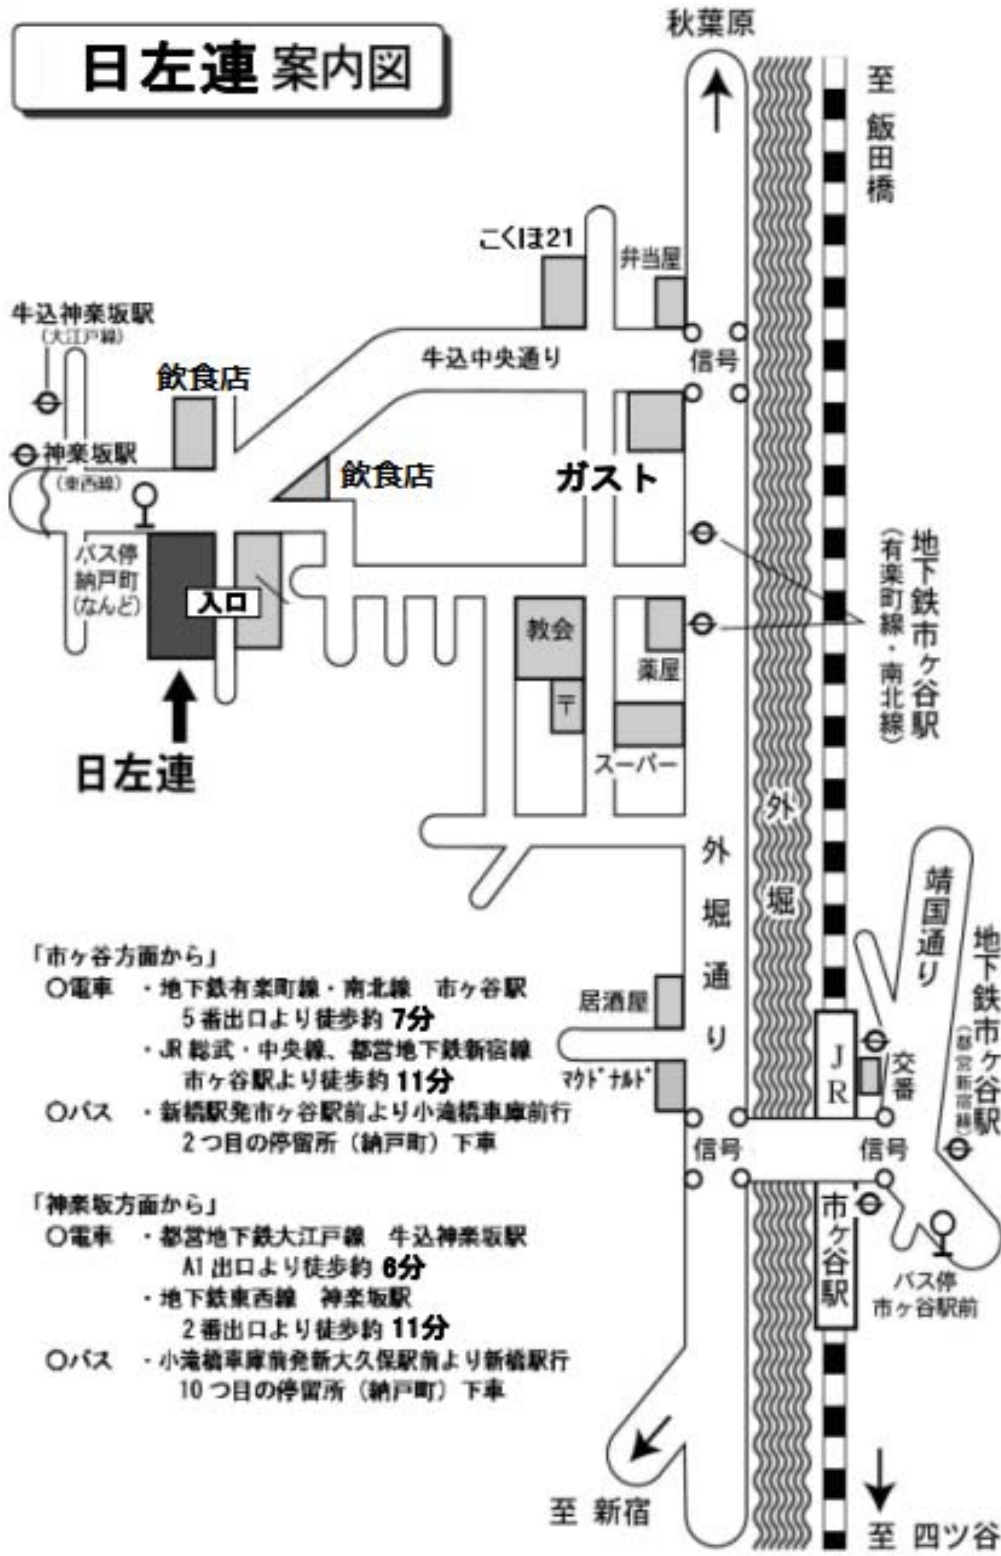 日左連 案内図
秋葉原
至 飯田橋
こくほ21
弁当屋
牛込神楽坂駅
(大江戸線)
牛込中央通り
信号
飲食店
神楽坂駅
(東西線)
飲食店
ガスト
バス停
納戸町
(なんど)
入口
地下鉄市ヶ谷駅
(有楽町線・南北線)
教会
薬屋
〒
スーパー
日左連
外堀
外堀通り
靖国通り
地下鉄市ヶ谷駅
(都営新宿線)
居酒屋
マクドナルド
JR
交番
信号
信号
市ヶ谷駅
バス停
市ヶ谷駅前
「市ヶ谷方面から」
○電車 ・地下鉄有楽町線・南北線 市ヶ谷駅
5番出口より徒歩約 7分
・JR総武・中央線、都営地下鉄新宿線
市ヶ谷駅より徒歩約 11分
○バス ・新橋駅発市ヶ谷駅前より小滝橋車庫前行
2つ目の停留所(納戸町)下車
「神楽坂方面から」
○電車 ・都営地下鉄大江戸線 牛込神楽坂駅
A1出口より徒歩約 6分
・地下鉄東西線 神楽坂駅
2番出口より徒歩約 11分
○バス ・小滝橋車庫前発新大久保駅前より新橋駅行
10つ目の停留所(納戸町)下車
至 新宿
至 四ツ谷